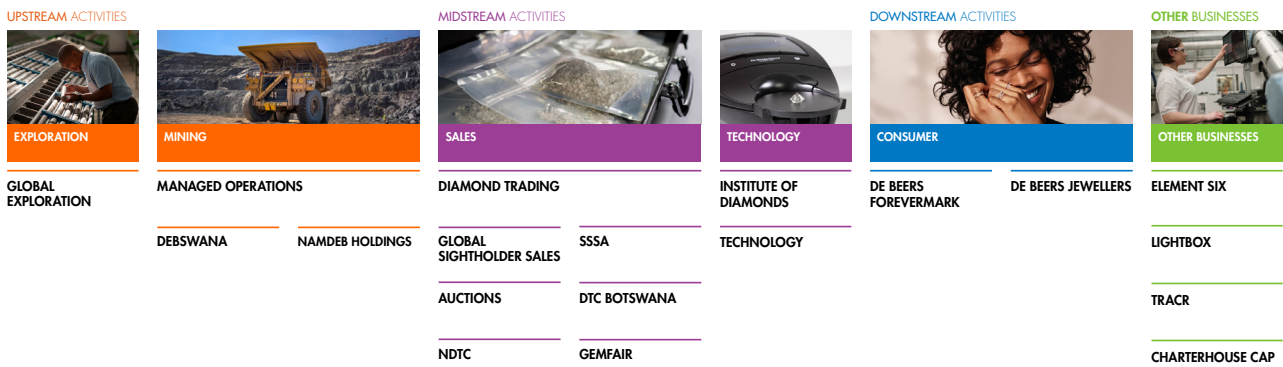 UPSTREAM ACTIVITIES
MIDSTREAM ACTIVITIES
DOWNSTREAM ACTIVITIES
OTHER BUSINESSES
EXPLORATION
MINING
SALES
TECHNOLOGY
CONSUMER
OTHER BUSINESSES
GLOBAL
EXPLORATION
MANAGED OPERATIONS
DEBSWANA
NAMDEB HOLDINGS
DIAMOND TRADING
GLOBAL
SIGHTHOLDER SALES
SSSA
AUCTIONS
DTC BOTSWANA
NDTC
GEMFAIR
INSTITUTE OF
DIAMONDS
TECHNOLOGY
DE BEERS
FOREVERMARK
DE BEERS JEWELLERS
ELEMENT SIX
LIGHTBOX
TRACR
CHARTERHOUSE CAP